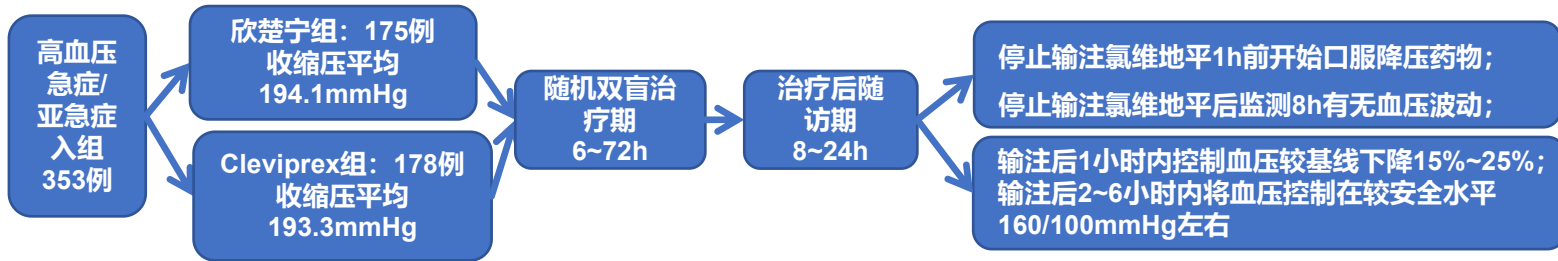 高血压
急症/
亚急症
入组
353例
欣楚宁组：175例
收缩压平均
194.1mmHg
Cleviprex组：178例
收缩压平均
193.3mmHg
随机双盲治
疗期
6~72h
治疗后随
访期
8~24h
停止输注氯维地平1h前开始口服降压药物；
停止输注氯维地平后监测8h有无血压波动；
输注后1小时内控制血压较基线下降15%~25%；
输注后2~6小时内将血压控制在较安全水平
160/100mmHg左右